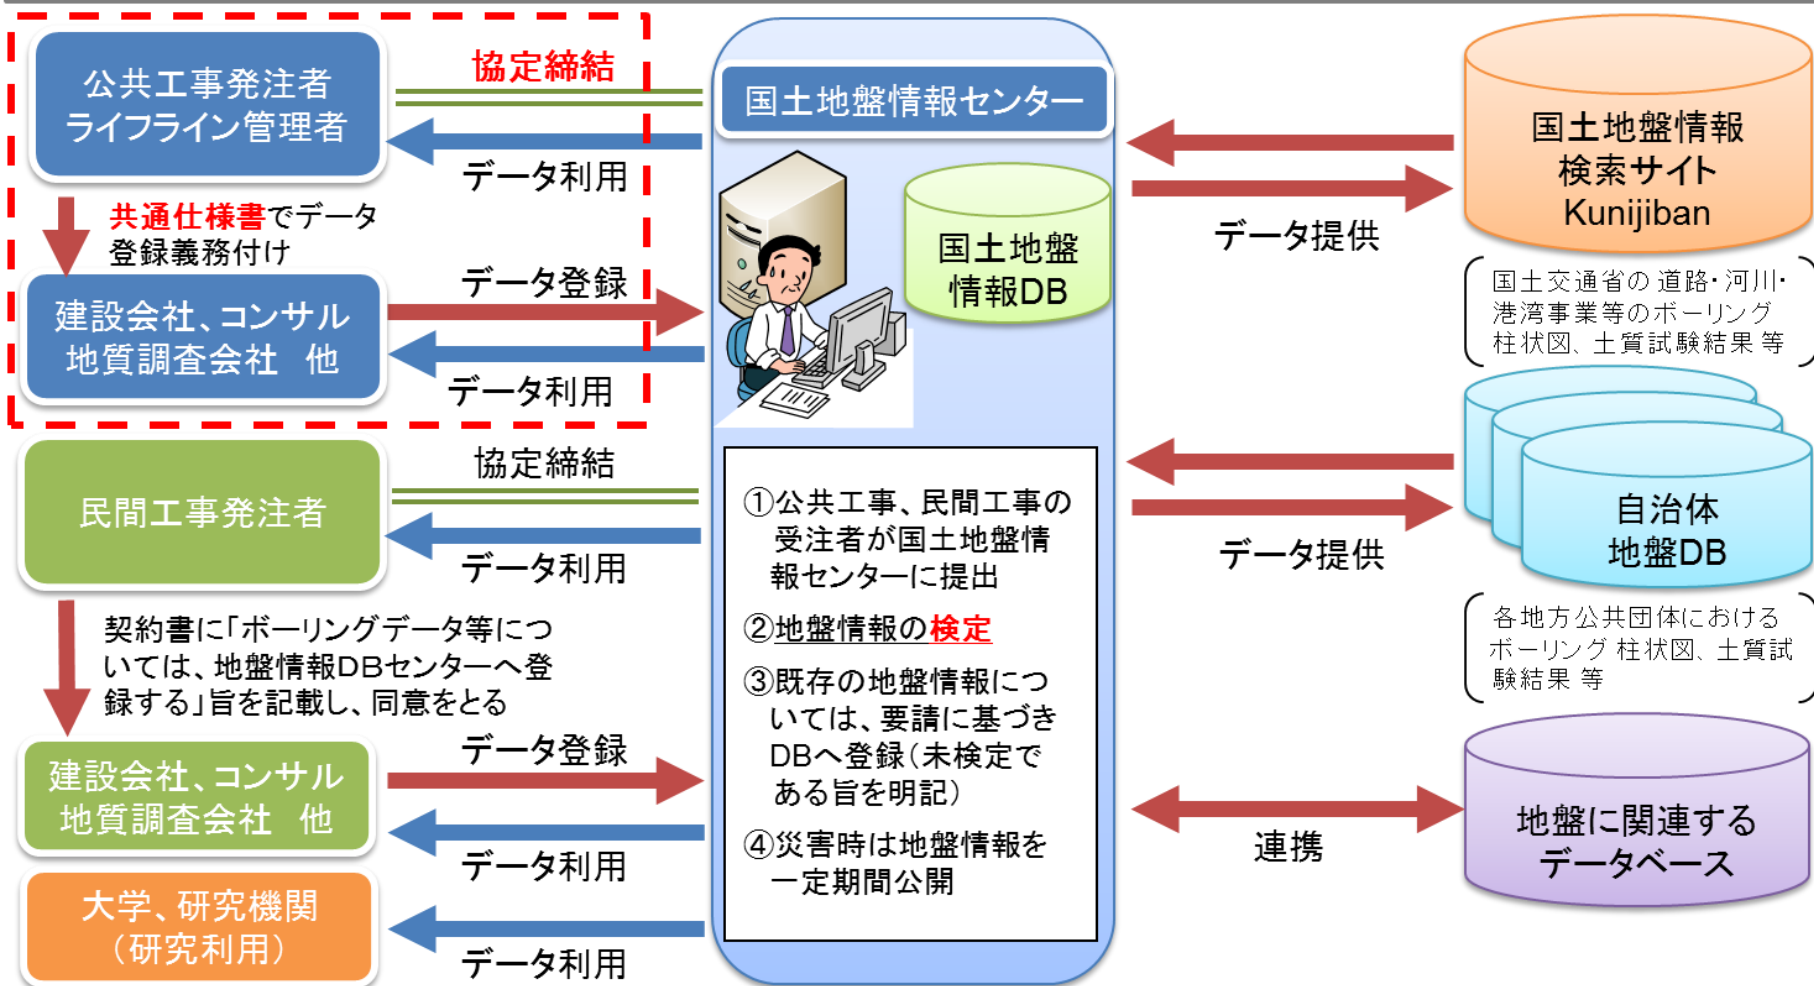 公共工事発注者
ライフライン管理者
協定締結
データ利用
共通仕様書でデータ
登録義務付け
建設会社、コンサル
地質調査会社　他
データ登録
データ利用
民間工事発注者
協定締結
データ利用
契約書に「ボーリングデータ等につ
いては、地盤情報DBセンターへ登
録する」旨を記載し、同意をとる
建設会社、コンサル
地質調査会社　他
データ登録
データ利用
大学、研究機関
（研究利用）
データ利用
国土地盤情報センター
国土地盤
情報DB
①公共工事、民間工事の
受注者が国土地盤情
報センターに提出
②地盤情報の検定
③既存の地盤情報につ
いては、要請に基づき
DBへ登録（未検定で
ある旨を明記）
④災害時は地盤情報を
一定期間公開
データ提供
国土地盤情報
検索サイト
Kunijiban
国土交通省の 道路・河川・
港湾事業等のボーリング
柱状図、土質試験結果 等
データ提供
自治体
地盤DB
各地方公共団体における
ボーリング 柱状図、土質試
験結果 等
連携
地盤に関連する
データベース